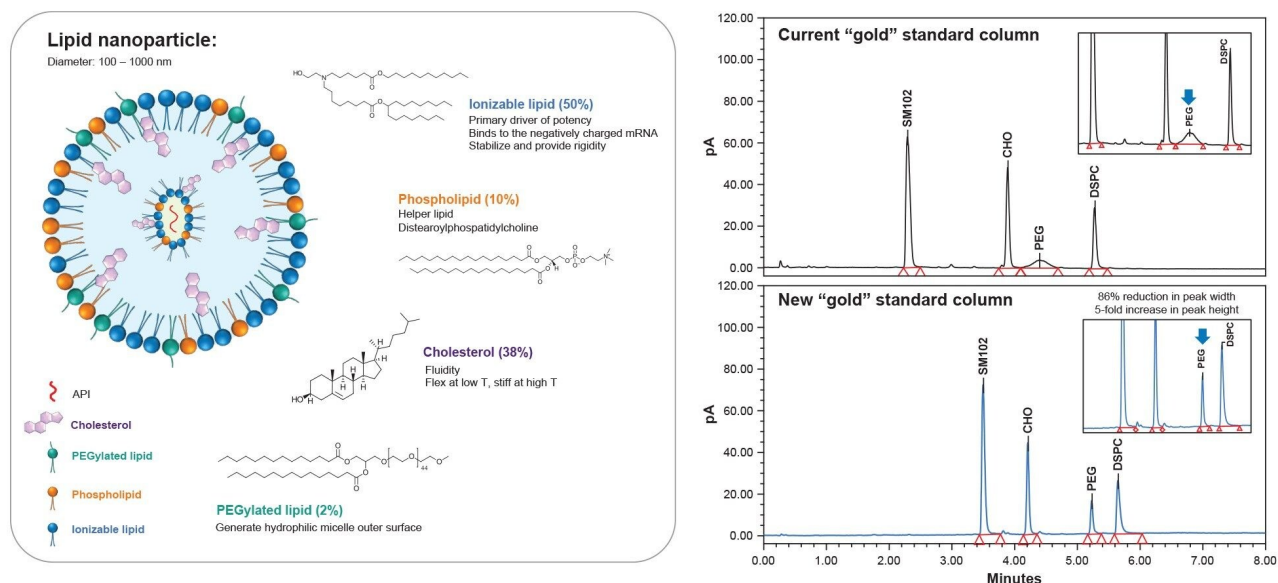 Lipid nanoparticle:
Diameter: 100 – 1000 nm
HO
N
O
O
O
O
Ionizable lipid (50%)
Primary driver of potency
Binds to the negatively charged mRNA
Stabilize and provide rigidity
Phospholipid (10%)
Helper lipid
Distearoylphospatidylcholine
O
O
O
O
H
O
P
O
O⁻
O
N⁺
Cholesterol (38%)
Fluidity
Flex at low T, stiff at high T
H
H
H
H
HO
H
API
Cholesterol
PEGylated lipid
Phospholipid
Ionizable lipid
O
O
O
O
O
O
O
44
PEGylated lipid (2%)
Generate hydrophilic micelle outer surface
Current “gold” standard column
120.00
100.00
80.00
60.00
40.00
20.00
0.00
pA
SM102
CHO
PEG
DSPC
PEG
DSPC
New “gold” standard column
86% reduction in peak width
5-fold increase in peak height
120.00
100.00
80.00
60.00
40.00
20.00
0.00
pA
SM102
CHO
PEG
DSPC
PEG
DSPC
0.00 1.00 2.00 3.00 4.00 5.00 6.00 7.00 8.00
Minutes